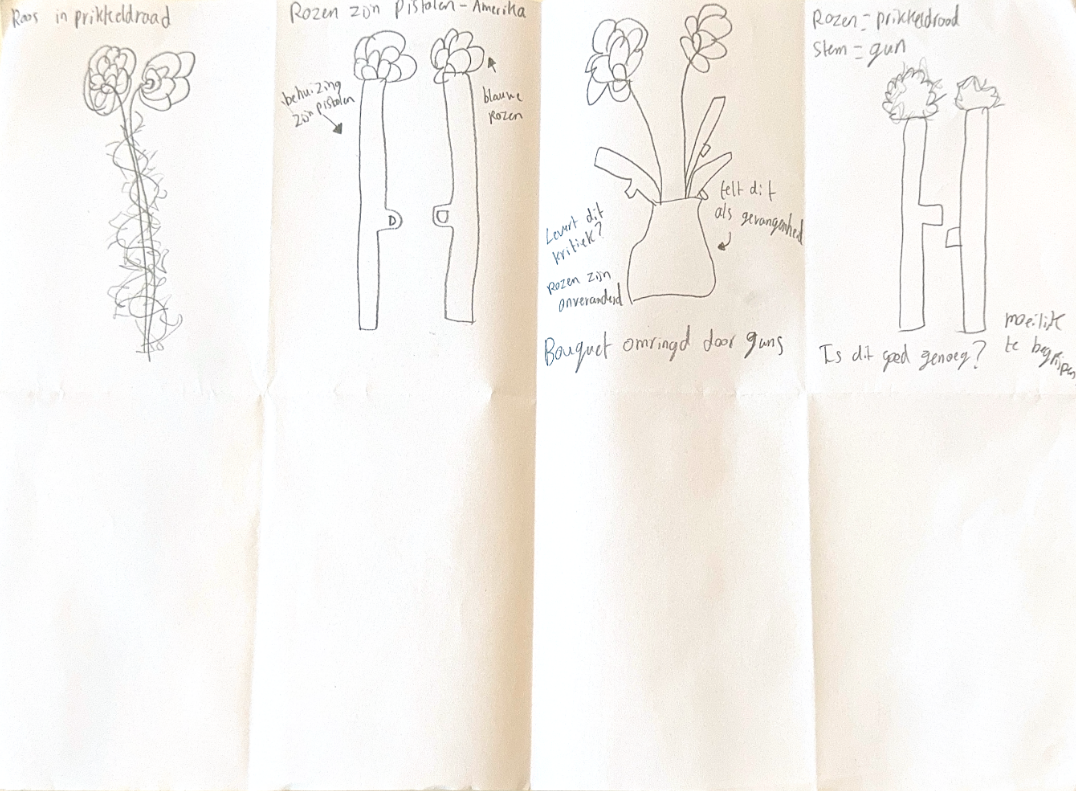 Roos in prikkeldraad
Rozen zijn Pistolen - Amerika
behuizing
zijn pistolen
blauwe
rozen
D
Levert dit
kritiek?
Rozen zijn
onveranderd
telt dit
als gevangenheid
Bouquet omringd door guns
Rozen = prikkeldraad
Stem = gun
Is dit goed genoeg?
moeilijk
te begrijpen